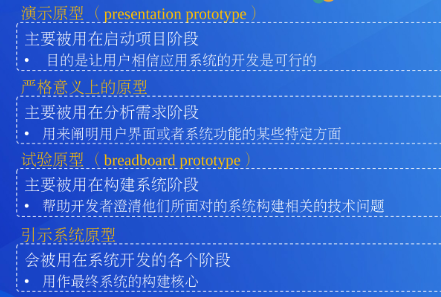 演示原型（presentation prototype）
主要被用在启动项目阶段
• 目的是让用户相信应用系统的开发是可行的
严格意义上的原型
主要被用在分析需求阶段
• 用来阐明用户界面或者系统功能的某些特定方面
试验原型（breadboard prototype）
主要被用在构建系统阶段
• 帮助开发者澄清他们所面对的系统构建相关的技术问题
引示系统原型
会被用在系统开发的各个阶段
• 用作最终系统的构建核心